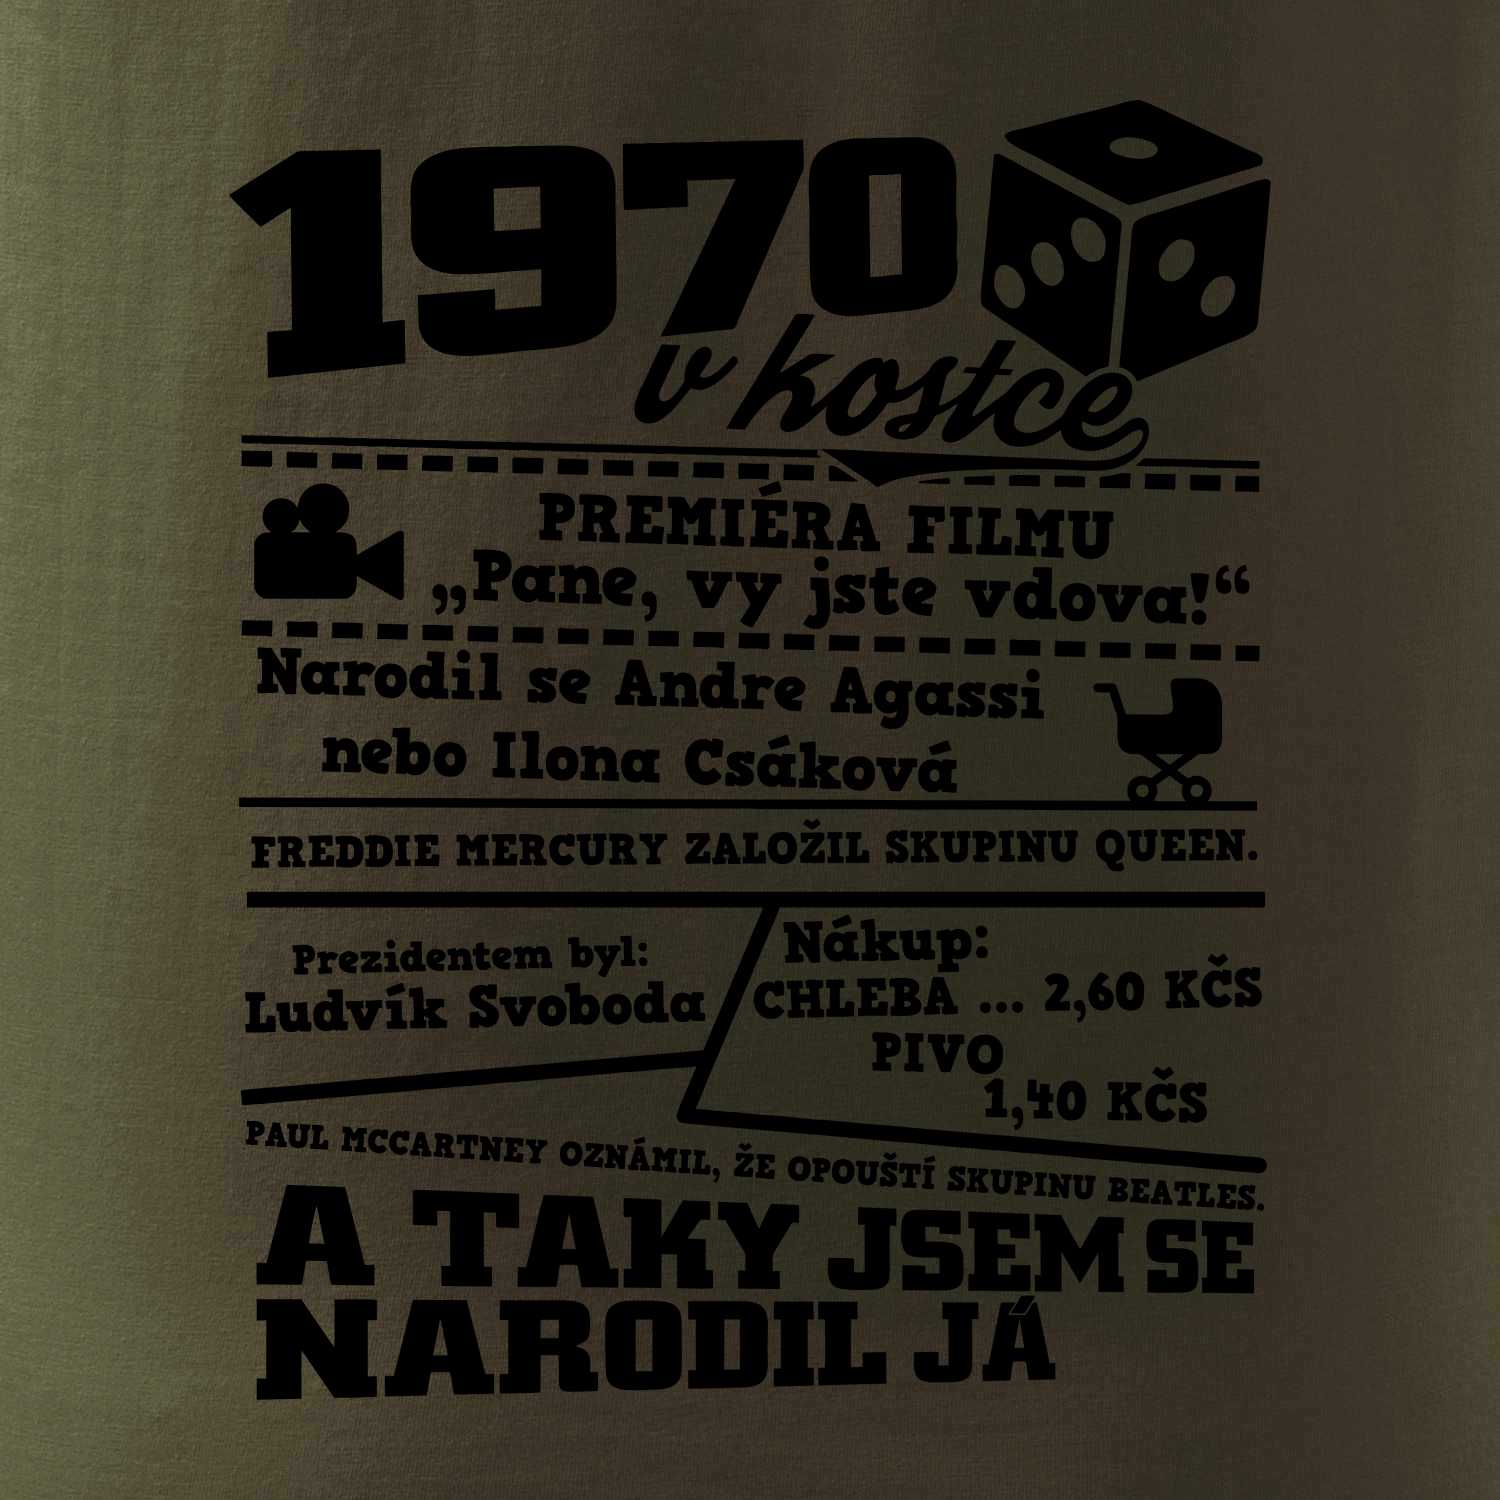 1970
v kostce
PREMIÉRA FILMU
„Pane, vy jste vdova!“
Narodil se Andre Agassi
nebo Ilona Csáková
FREDDIE MERCURY ZALOŽIL SKUPINU QUEEN.
Prezidentem byl:
Ludvík Svoboda
Nákup:
CHLEBA ... 2,60 KČS
PIVO
1,40 KČS
PAUL MCCARTNEY OZNÁMIL, ŽE OPOUŠTÍ SKUPINU BEATLES.
A TAKY JSEM SE
NARODIL JÁ